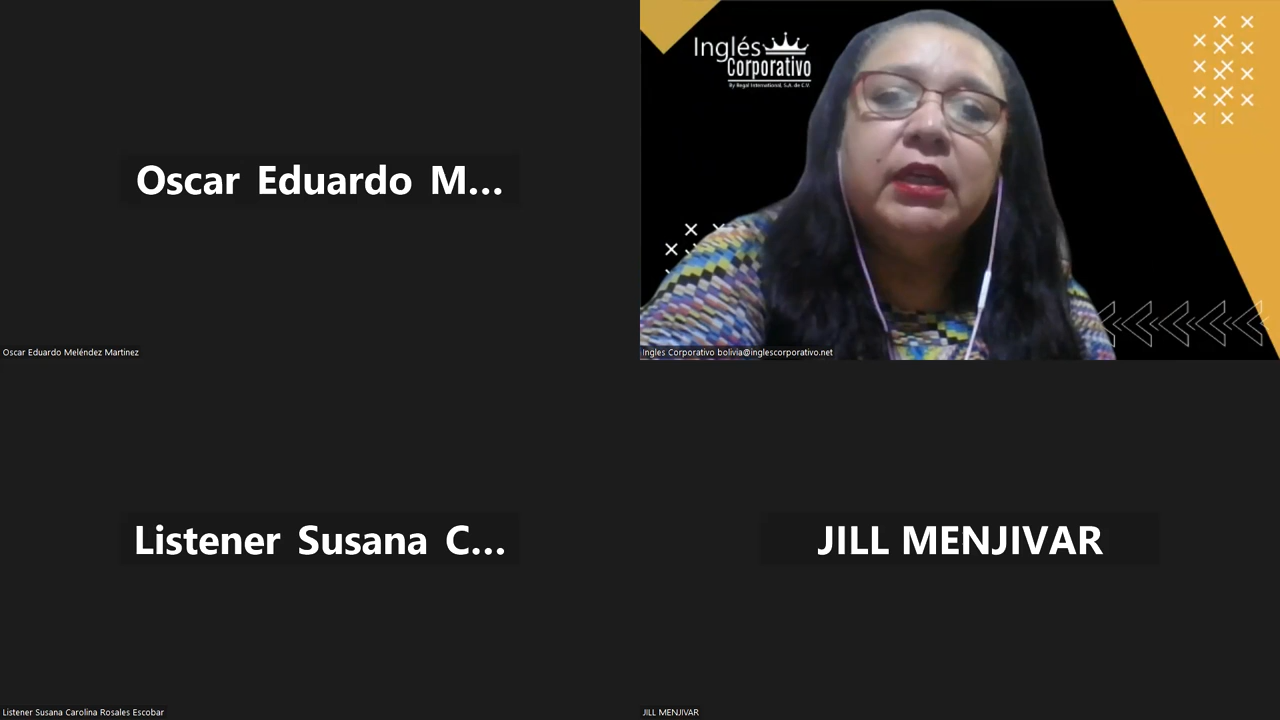 Oscar Eduardo M...
Oscar Eduardo Meléndez Martinez
Inglés
Corporativo
By Regal International, S.A. de C.V.
Ingles Corporativo bolivia@inglescorporativo.net
Listener Susana C...
Listener Susana Carolina Rosales Escobar
JILL MENJIVAR
JILL MENJIVAR